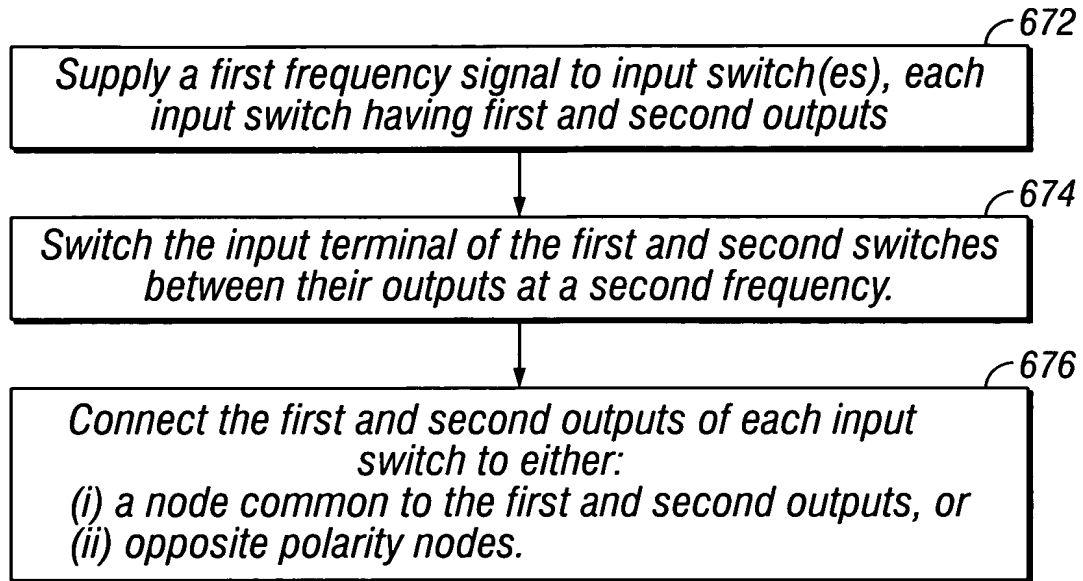 672
Supply a first frequency signal to input switch(es), each
input switch having first and second outputs
674
Switch the input terminal of the first and second switches
between their outputs at a second frequency.
676
Connect the first and second outputs of each input
switch to either:
(i) a node common to the first and second outputs, or
(ii) opposite polarity nodes.